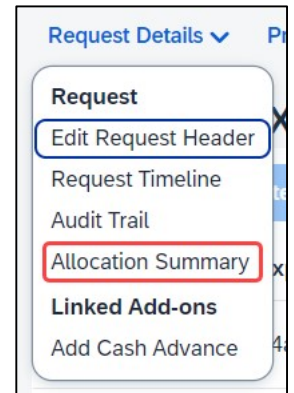 Request Details
Request
Edit Request Header
Request Timeline
Audit Trail
Allocation Summary
Linked Add-ons
Add Cash Advance